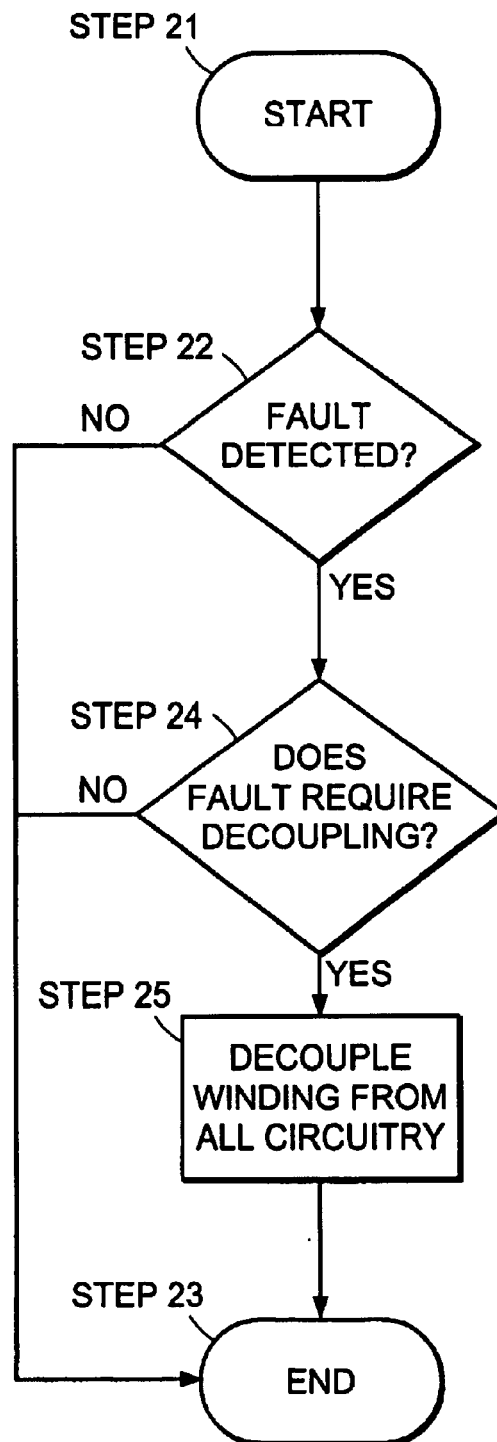 STEP 21
START
STEP 22
NO
FAULT
DETECTED?
YES
STEP 24
NO
DOES
FAULT REQUIRE
DECOUPLING?
YES
STEP 25
DECOUPLE
WINDING FROM
ALL CIRCUITRY
STEP 23
END